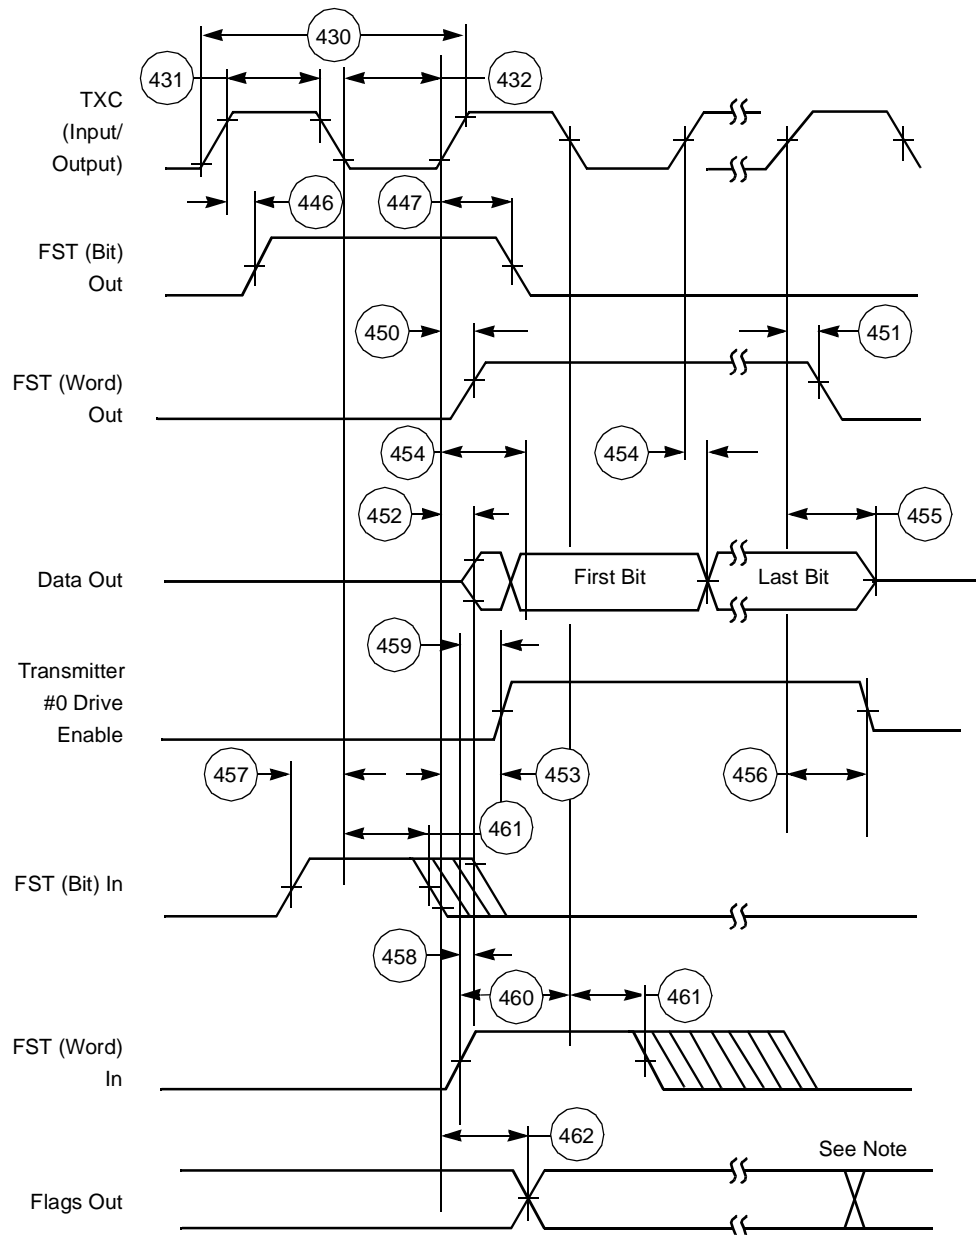 430
431
432
TXC
(Input/
Output)
446
447
FST (Bit)
Out
450
451
FST (Word)
Out
454
454
452
455
Data Out
First Bit
Last Bit
459
Transmitter
#0 Drive
Enable
457
453
456
461
FST (Bit) In
458
460
461
FST (Word)
In
462
See Note
Flags Out